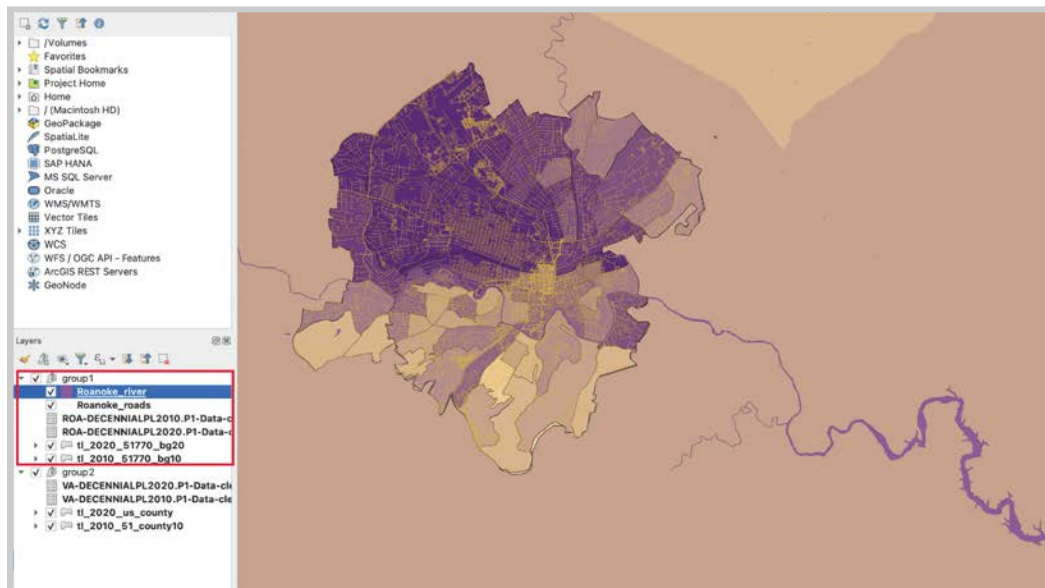 /Volumes
Favorites
Spatial Bookmarks
Project Home
Home
/ (Macintosh HD)
GeoPackage
SpatiaLite
PostgreSQL
SAP HANA
MS SQL Server
Oracle
WMS/WMTS
Vector Tiles
XYZ Tiles
WCS
WFS / OGC API - Features
ArcGIS REST Servers
GeoNode
Layers
group1
Roanoke_river
Roanoke_roads
ROA-DECENNIALPL2010.P1-Data-c
ROA-DECENNIALPL2020.P1-Data-c
tl_2020_51770_bg20
tl_2010_51770_bg10
group2
VA-DECENNIALPL2020.P1-Data-cle
VA-DECENNIALPL2010.P1-Data-cle
tl_2020_us_county
tl_2010_51_county10